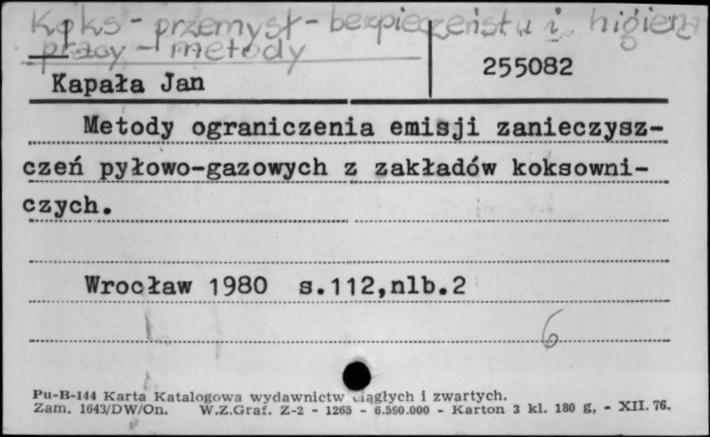 Koks - przemysł - bezpieczeństwo i higiena
pracy - metody
255082
Kapała Jan
Metody ograniczenia emisji zanieczysz-
czeń pyłowo-gazowych z zakładów koksowni-
czych.
Wrocław 1980 s.112,nlb.2
6
Pu-B-144 Karta Katalogowa wydawnictw ciągłych i zwartych.
Zam. 1643/DW/On. W.Z.Graf. Z-2 - 1265 - 6.550.000 - Karton 3 kl. 180 g, - XII. 76.